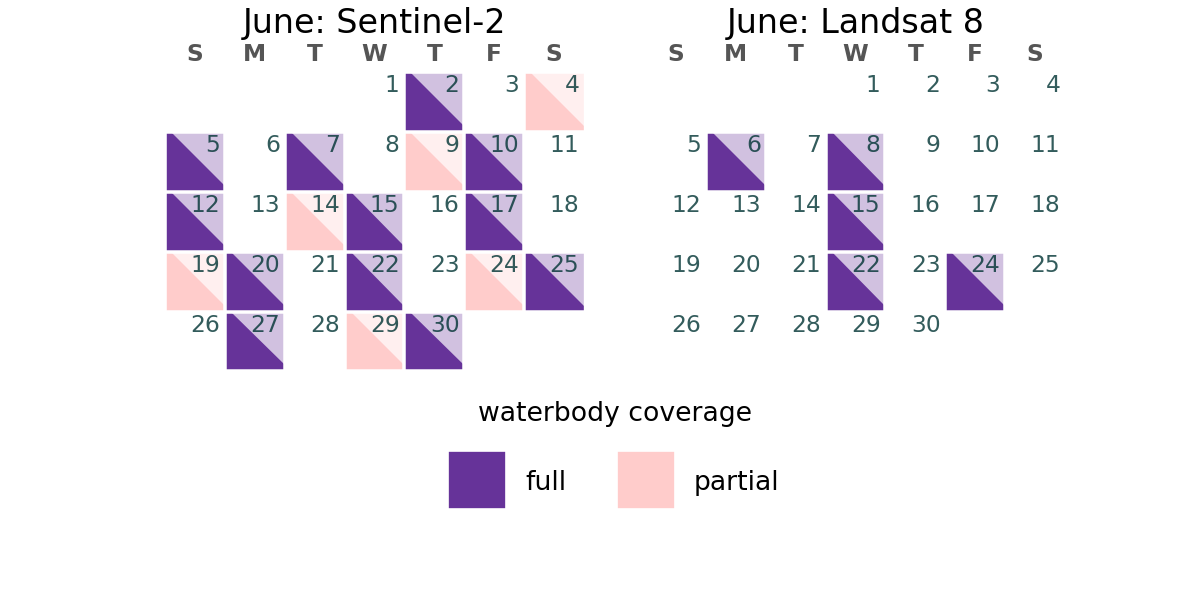 June: Sentinel-2
S M T W T F S
1 2 3 4
5 6 7 8 9 10 11
12 13 14 15 16 17 18
19 20 21 22 23 24 25
26 27 28 29 30
June: Landsat 8
S M T W T F S
1 2 3 4
5 6 7 8 9 10 11
12 13 14 15 16 17 18
19 20 21 22 23 24 25
26 27 28 29 30
waterbody coverage
full partial